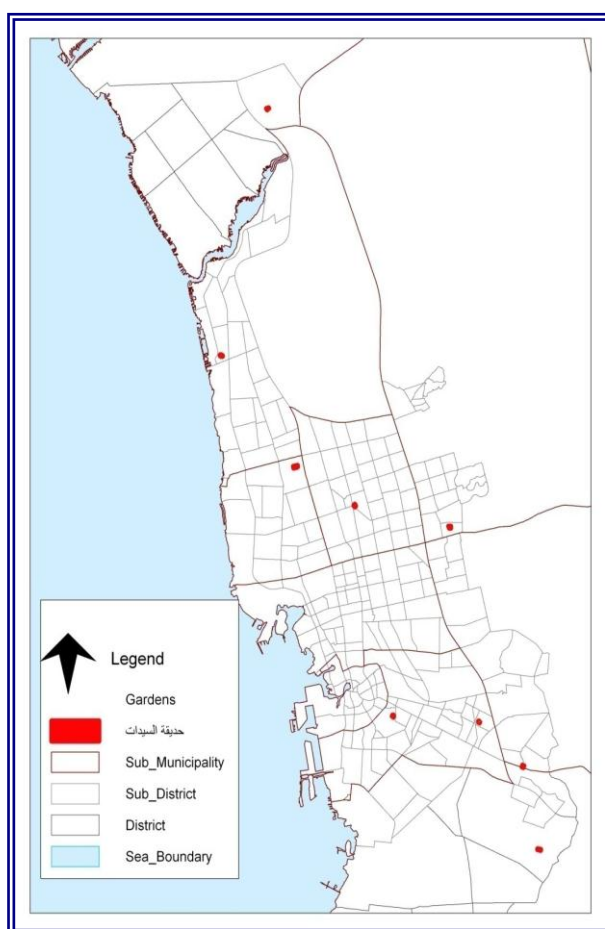 Legend
Gardens
حديقة السيدات
Sub_Municipality
Sub_District
District
Sea_Boundary